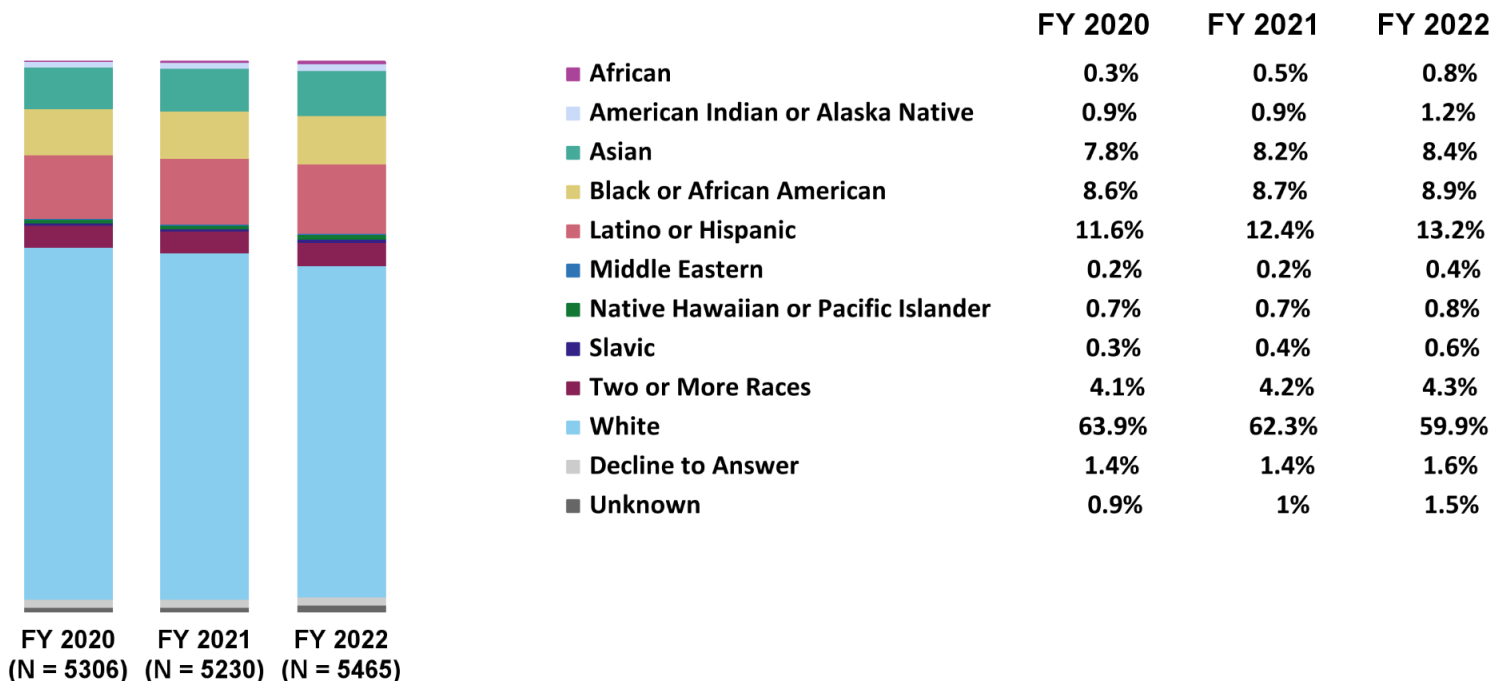 FY 2020 FY 2021 FY 2022
African 0.3% 0.5% 0.8%
American Indian or Alaska Native 0.9% 0.9% 1.2%
Asian 7.8% 8.2% 8.4%
Black or African American 8.6% 8.7% 8.9%
Latino or Hispanic 11.6% 12.4% 13.2%
Middle Eastern 0.2% 0.2% 0.4%
Native Hawaiian or Pacific Islander 0.7% 0.7% 0.8%
Slavic 0.3% 0.4% 0.6%
Two or More Races 4.1% 4.2% 4.3%
White 63.9% 62.3% 59.9%
Decline to Answer 1.4% 1.4% 1.6%
Unknown 0.9% 1% 1.5%
FY 2020 FY 2021 FY 2022
(N = 5306) (N = 5230) (N = 5465)